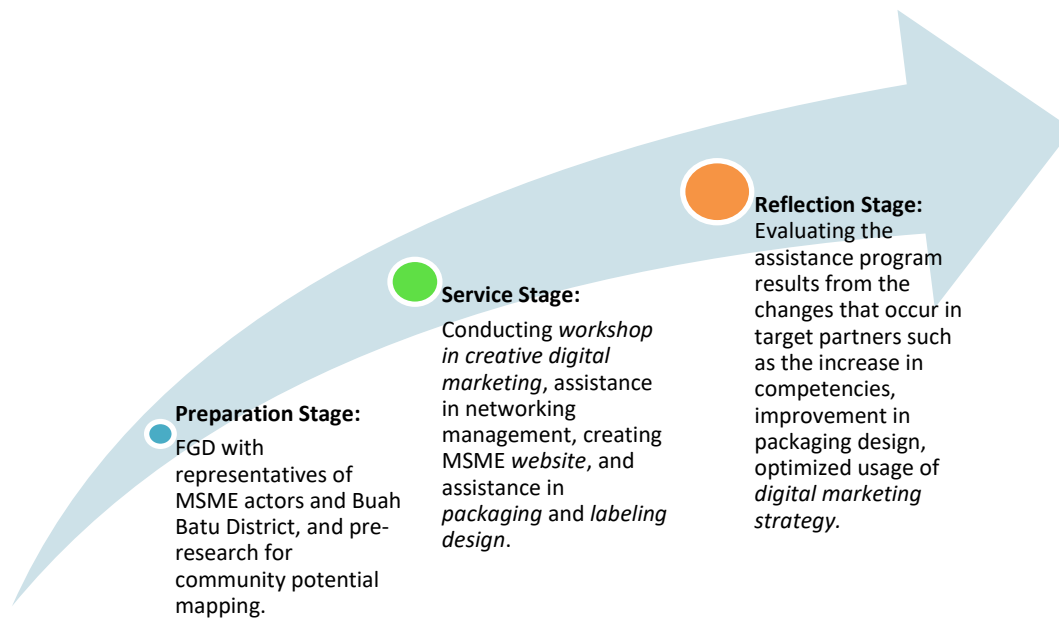 Preparation Stage:
FGD with
representatives of
MSME actors and Buah
Batu District, and pre-
research for
community potential
mapping.
Service Stage:
Conducting workshop
in creative digital
marketing, assistance
in networking
management, creating
MSME website, and
assistance in
packaging and labeling
design.
Reflection Stage:
Evaluating the
assistance program
results from the
changes that occur in
target partners such
as the increase in
competencies,
improvement in
packaging design,
optimized usage of
digital marketing
strategy.